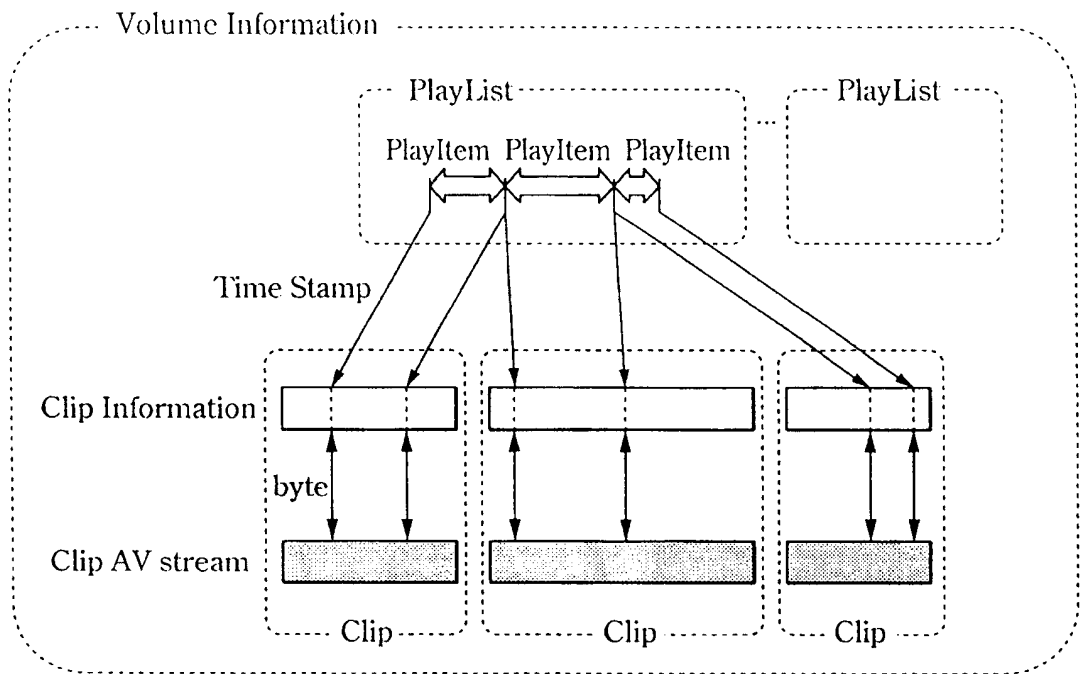 Volume Information
PlayList PlayList
...
PlayItem PlayItem PlayItem
Time Stamp
Clip Information
byte
Clip AV stream
Clip Clip Clip